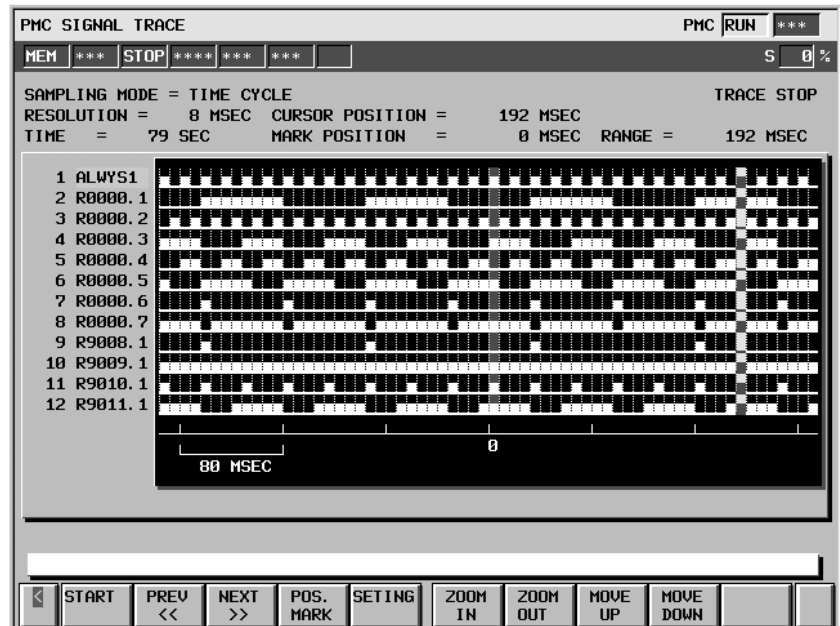 PMC SIGNAL TRACE PMC RUN ***
MEM *** STOP **** *** *** S 0 %
SAMPLING MODE = TIME CYCLE TRACE STOP
RESOLUTION = 8 MSEC CURSOR POSITION = 192 MSEC
TIME = 79 SEC MARK POSITION = 0 MSEC RANGE = 192 MSEC
1 ALWYS1
2 R0000.1
3 R0000.2
4 R0000.3
5 R0000.4
6 R0000.5
7 R0000.6
8 R0000.7
9 R9008.1
10 R9009.1
11 R9010.1
12 R9011.1
0
80 MSEC
< START PREV << NEXT >> POS. MARK SETING ZOOM IN ZOOM OUT MOVE UP MOVE DOWN